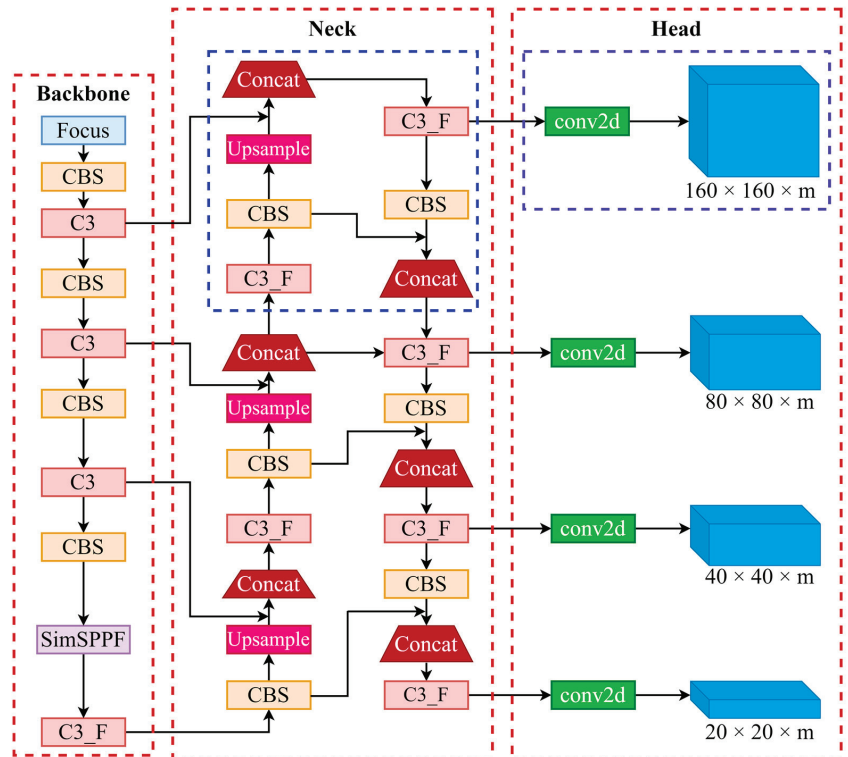 Backbone
Focus
CBS
C3
CBS
C3
CBS
C3
CBS
SimSPPF
C3_F
Neck
Concat
Upsample
CBS
C3_F
Concat
Upsample
CBS
C3_F
Concat
Upsample
CBS
C3_F
CBS
Concat
C3_F
CBS
Concat
C3_F
CBS
Concat
C3_F
Head
conv2d
160 × 160 × m
conv2d
80 × 80 × m
conv2d
40 × 40 × m
conv2d
20 × 20 × m